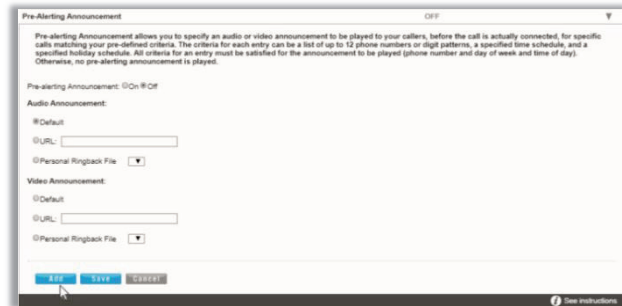 Pre-Alerting Announcement OFF
Pre-alerting Announcement allows you to specify an audio or video announcement to be played to your callers, before the call is actually connected, for specific
calls matching your pre-defined criteria. The criteria for each entry can be a list of up to 12 phone numbers or digit patterns, a specified time schedule, and a
specified holiday schedule. All criteria for an entry must be satisfied for the announcement to be played (phone number and day of week and time of day).
Otherwise, no pre-alerting announcement is played.
Pre-alerting Announcement: On Off
Audio Announcement:
Default
URL:
Personal Ringback File
Video Announcement:
Default
URL:
Personal Ringback File
Add Save Cancel
See instructions